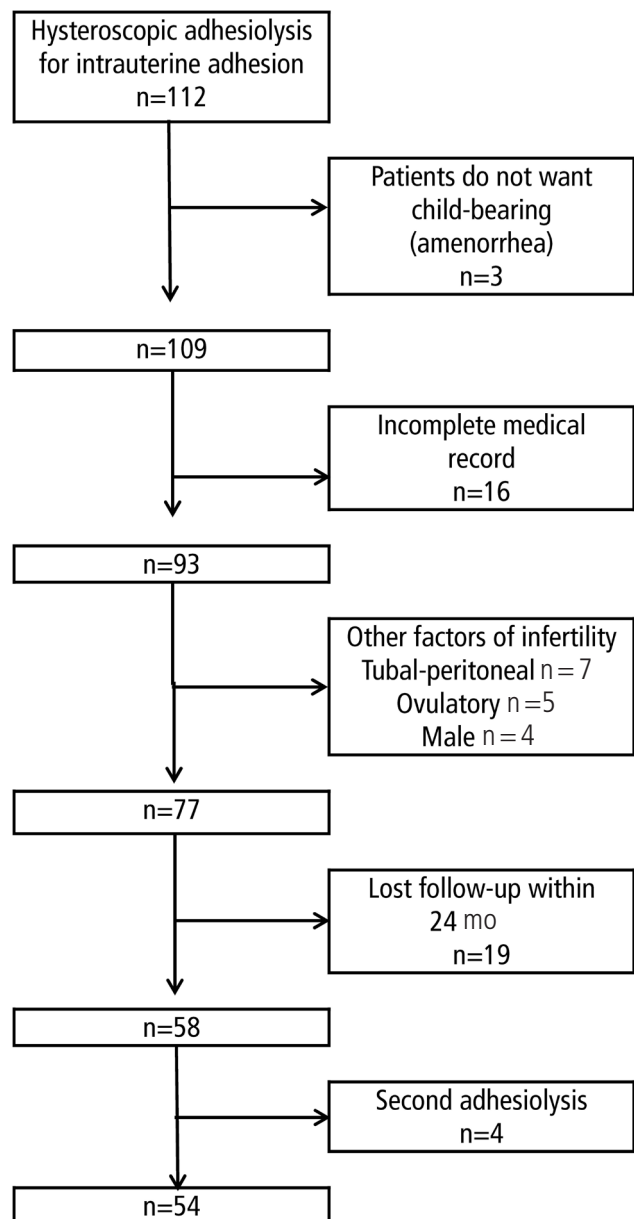 Hysteroscopic adhesiolysis
for intrauterine adhesion
n=112
Patients do not want
child-bearing
(amenorrhea)
n=3
n=109
Incomplete medical
record
n=16
n=93
Other factors of infertility
Tubal-peritoneal n=7
Ovulatory n=5
Male n=4
n=77
Lost follow-up within
24 mo
n=19
n=58
Second adhesiolysis
n=4
n=54